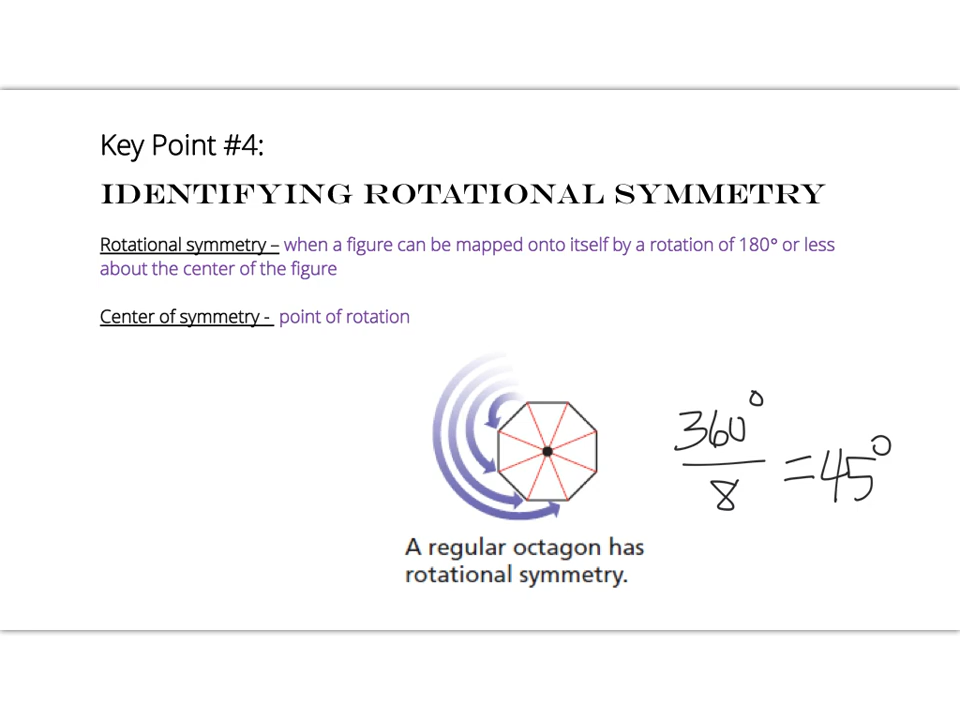 Key Point #4:
IDENTIFYING ROTATIONAL SYMMETRY
Rotational symmetry – when a figure can be mapped onto itself by a rotation of 180° or less
about the center of the figure
Center of symmetry - point of rotation
360°
8
=45°
A regular octagon has
rotational symmetry.